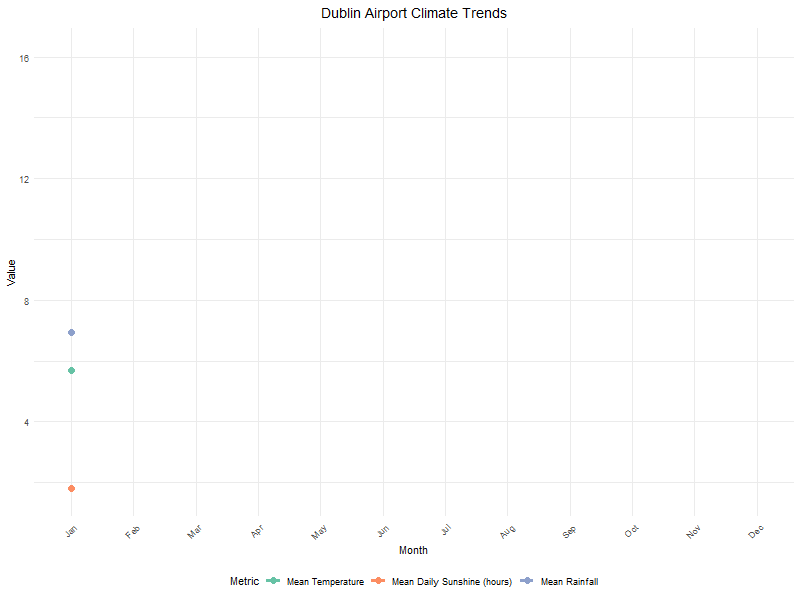 Dublin Airport Climate Trends
16
12
8
4
Value
Jan Feb Mar Apr May Jun Jul Aug Sep Oct Nov Dec
Month
Metric Mean Temperature Mean Daily Sunshine (hours) Mean Rainfall